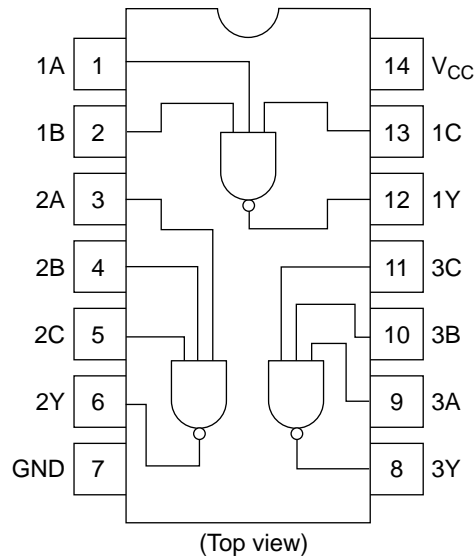 1A 1 14 VCC
1B 2 13 1C
2A 3 12 1Y
2B 4 11 3C
2C 5 10 3B
2Y 6 9 3A
GND 7 8 3Y
(Top view)